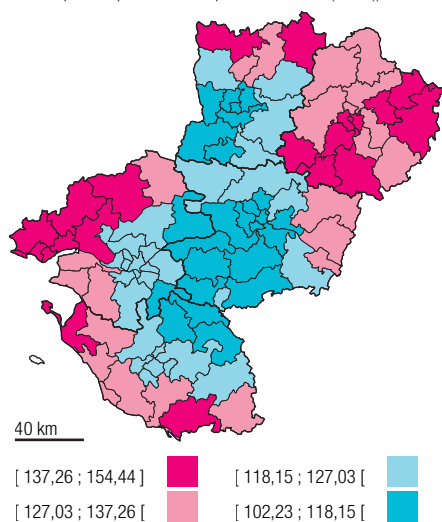 40 km
[ 137,26 ; 154,44 ]
[ 118,15 ; 127,03 [
[ 127,03 ; 137,26 [
[ 102,23 ; 118,15 [